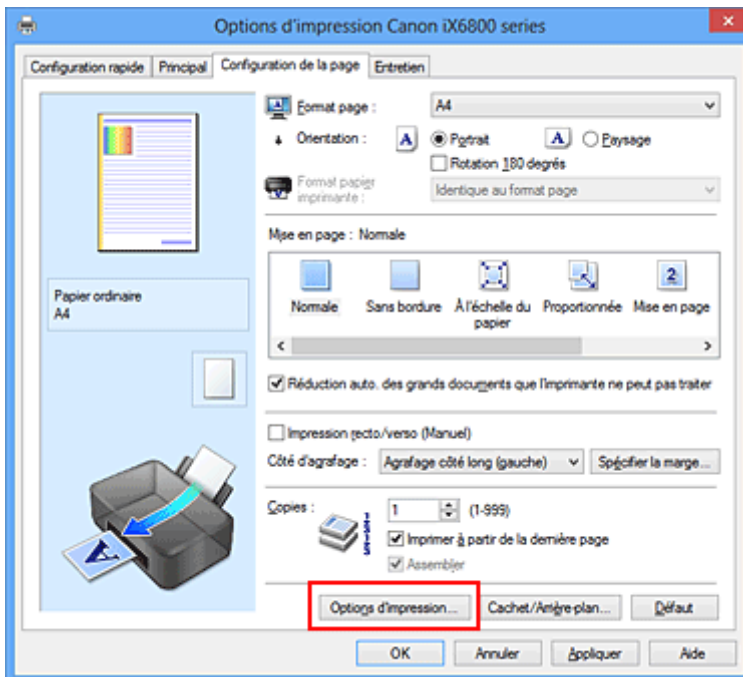 Options d'impression Canon iX6800 series
Configuration rapide Principal Configuration de la page Entretien
Format page : A4
Orientation : A Portrait A Paysage
Rotation 180 degrés
Format papier imprimante : Identique au format page
Mise en page : Normale
Normale Sans bordure À l'échelle du papier Proportionnée Mise en page
Papier ordinaire
A4
Réduction auto. des grands documents que l'imprimante ne peut pas traiter
Impression recto/verso (Manuel)
Côté d'agrafage : Agrafage côté long (gauche) Spécifier la marge...
Copies : 1 (1-999)
Imprimer à partir de la dernière page
Assembler
Options d'impression... Cachet/Arrière-plan... Défaut
OK Annuler Appliquer Aide